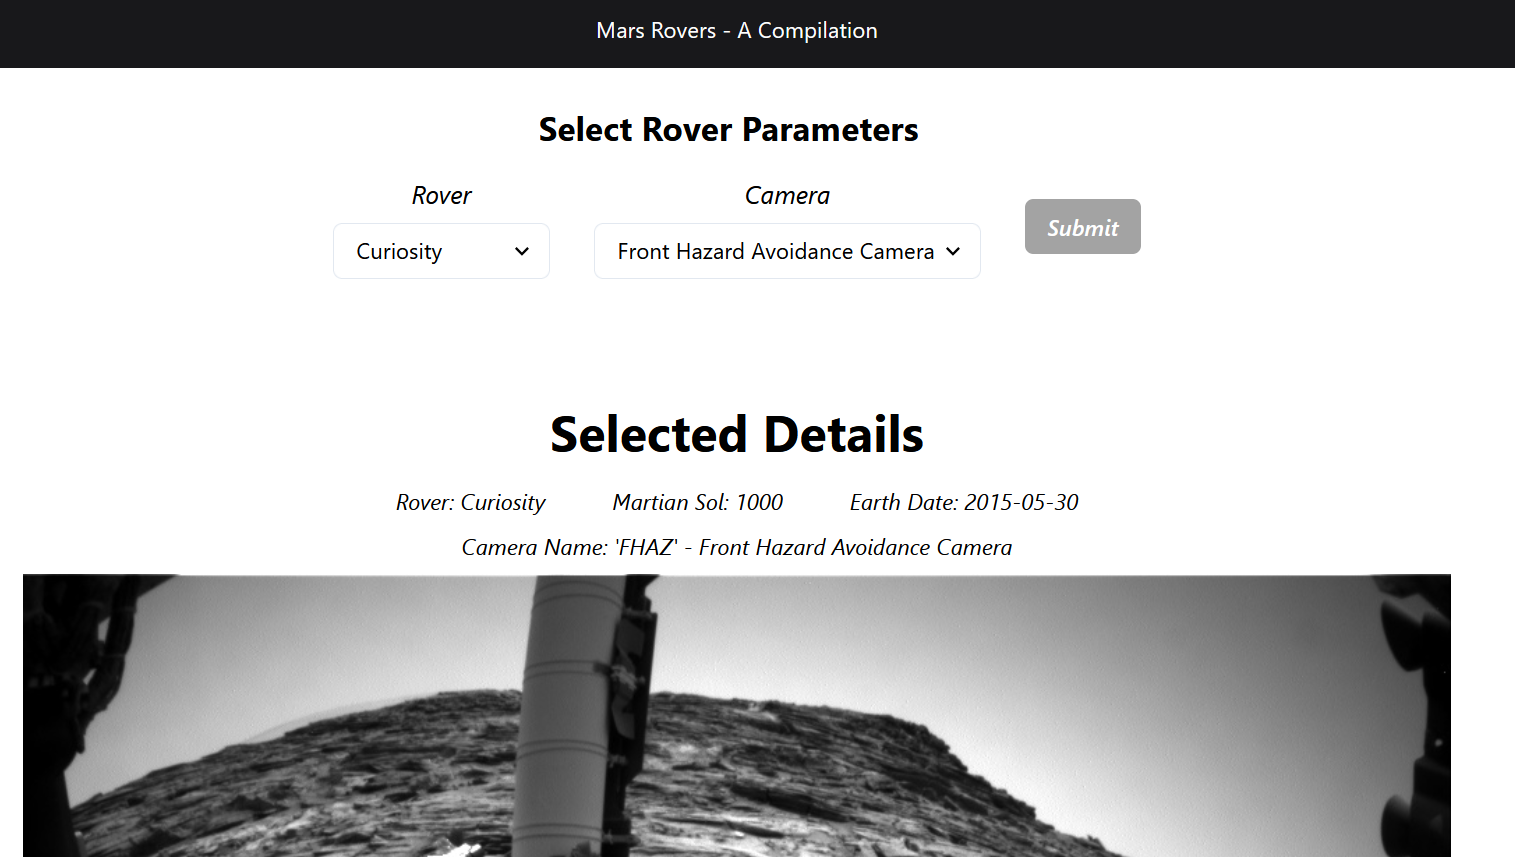 Mars Rovers - A Compilation
Select Rover Parameters
Rover
Camera
Curiosity
Front Hazard Avoidance Camera
Submit
Selected Details
Rover: Curiosity
Martian Sol: 1000
Earth Date: 2015-05-30
Camera Name: 'FHAZ' - Front Hazard Avoidance Camera